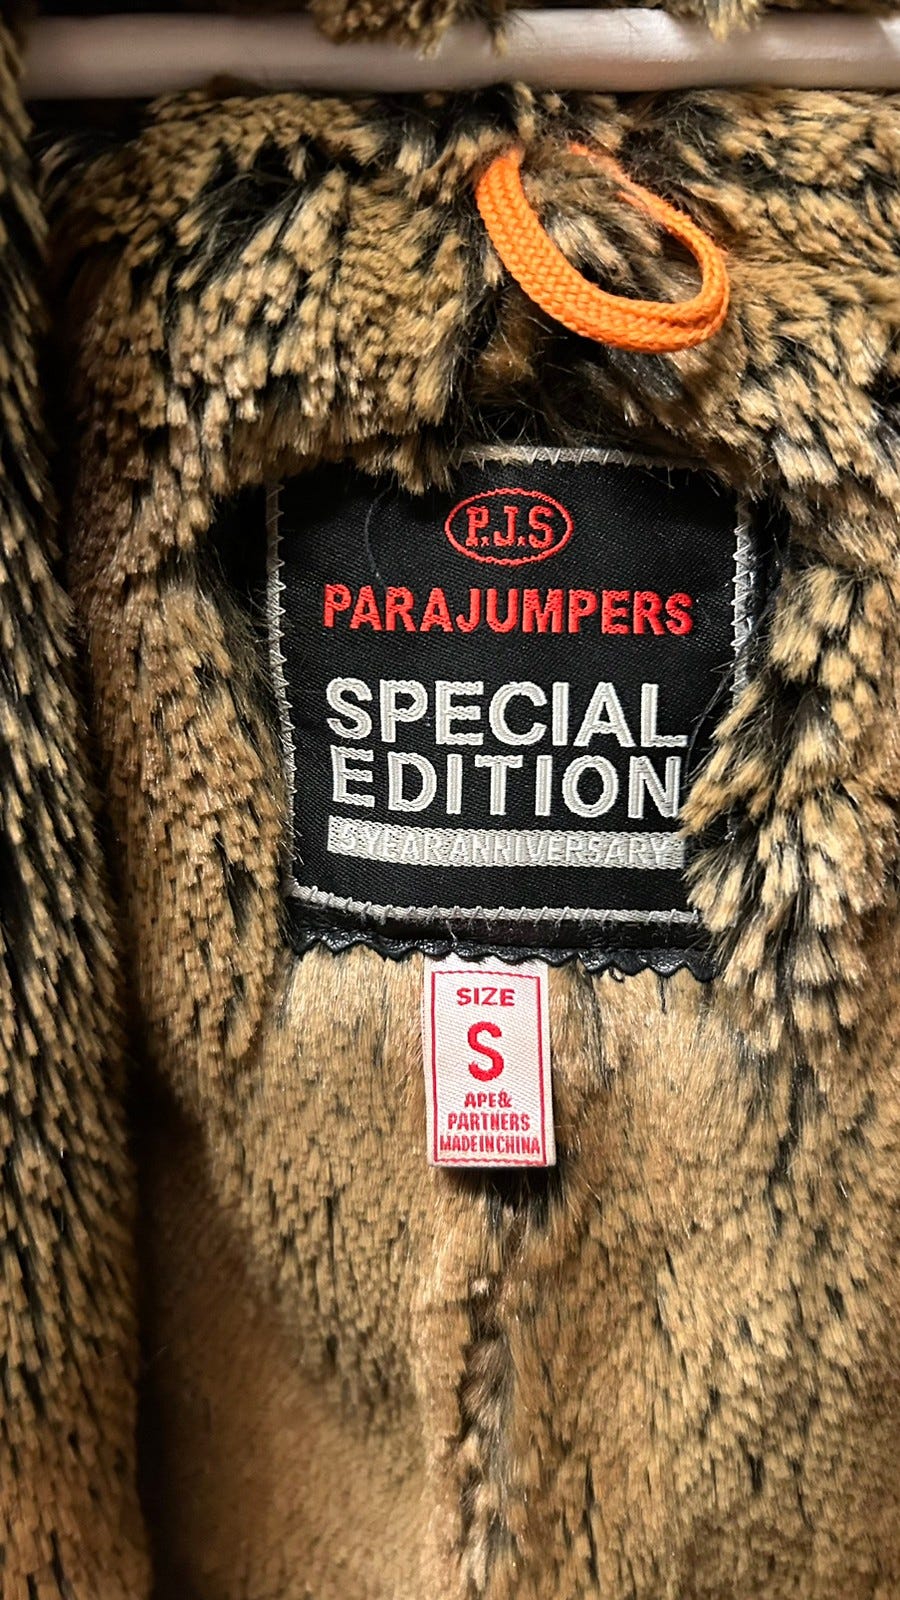 P.J.S
PARAJUMPERS
SPECIAL
EDITION
5 YEAR ANNIVERSARY
SIZE
S
APE&
PARTNERS
MADE IN CHINA